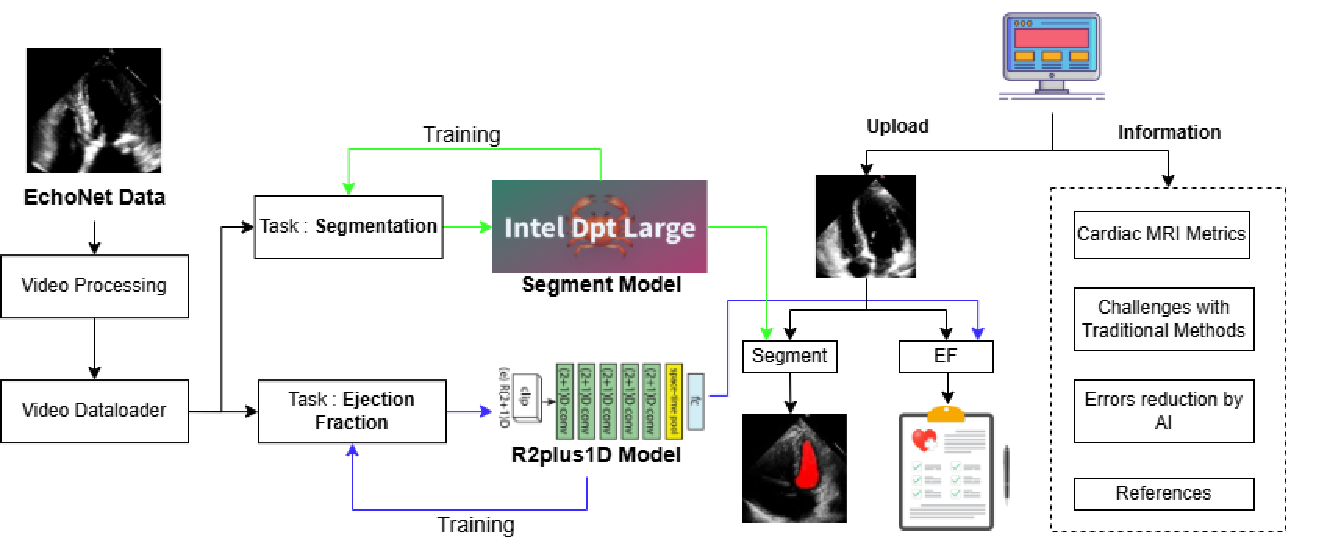 EchoNet Data
Video Processing
Video Dataloader
Training
Task : Segmentation
Intel Dpt Large
Segment Model
Task : Ejection
Fraction
(e) R(2+1)D
clip
(2+1)D conv
(2+1)D conv
(2+1)D conv
(2+1)D conv
(2+1)D conv
space-time pool
fc
R2plus1D Model
Training
Upload
Information
Segment
EF
Cardiac MRI Metrics
Challenges with
Traditional Methods
Errors reduction by
AI
References